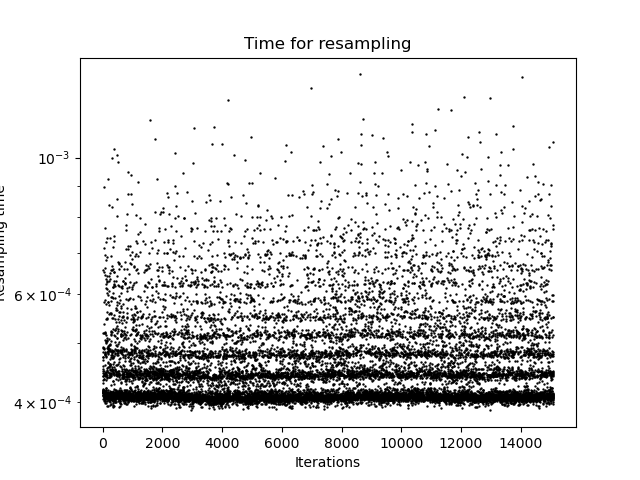 Time for resampling
10⁻³
6 × 10⁻⁴
4 × 10⁻⁴
Resampling time
0 2000 4000 6000 8000 10000 12000 14000
Iterations